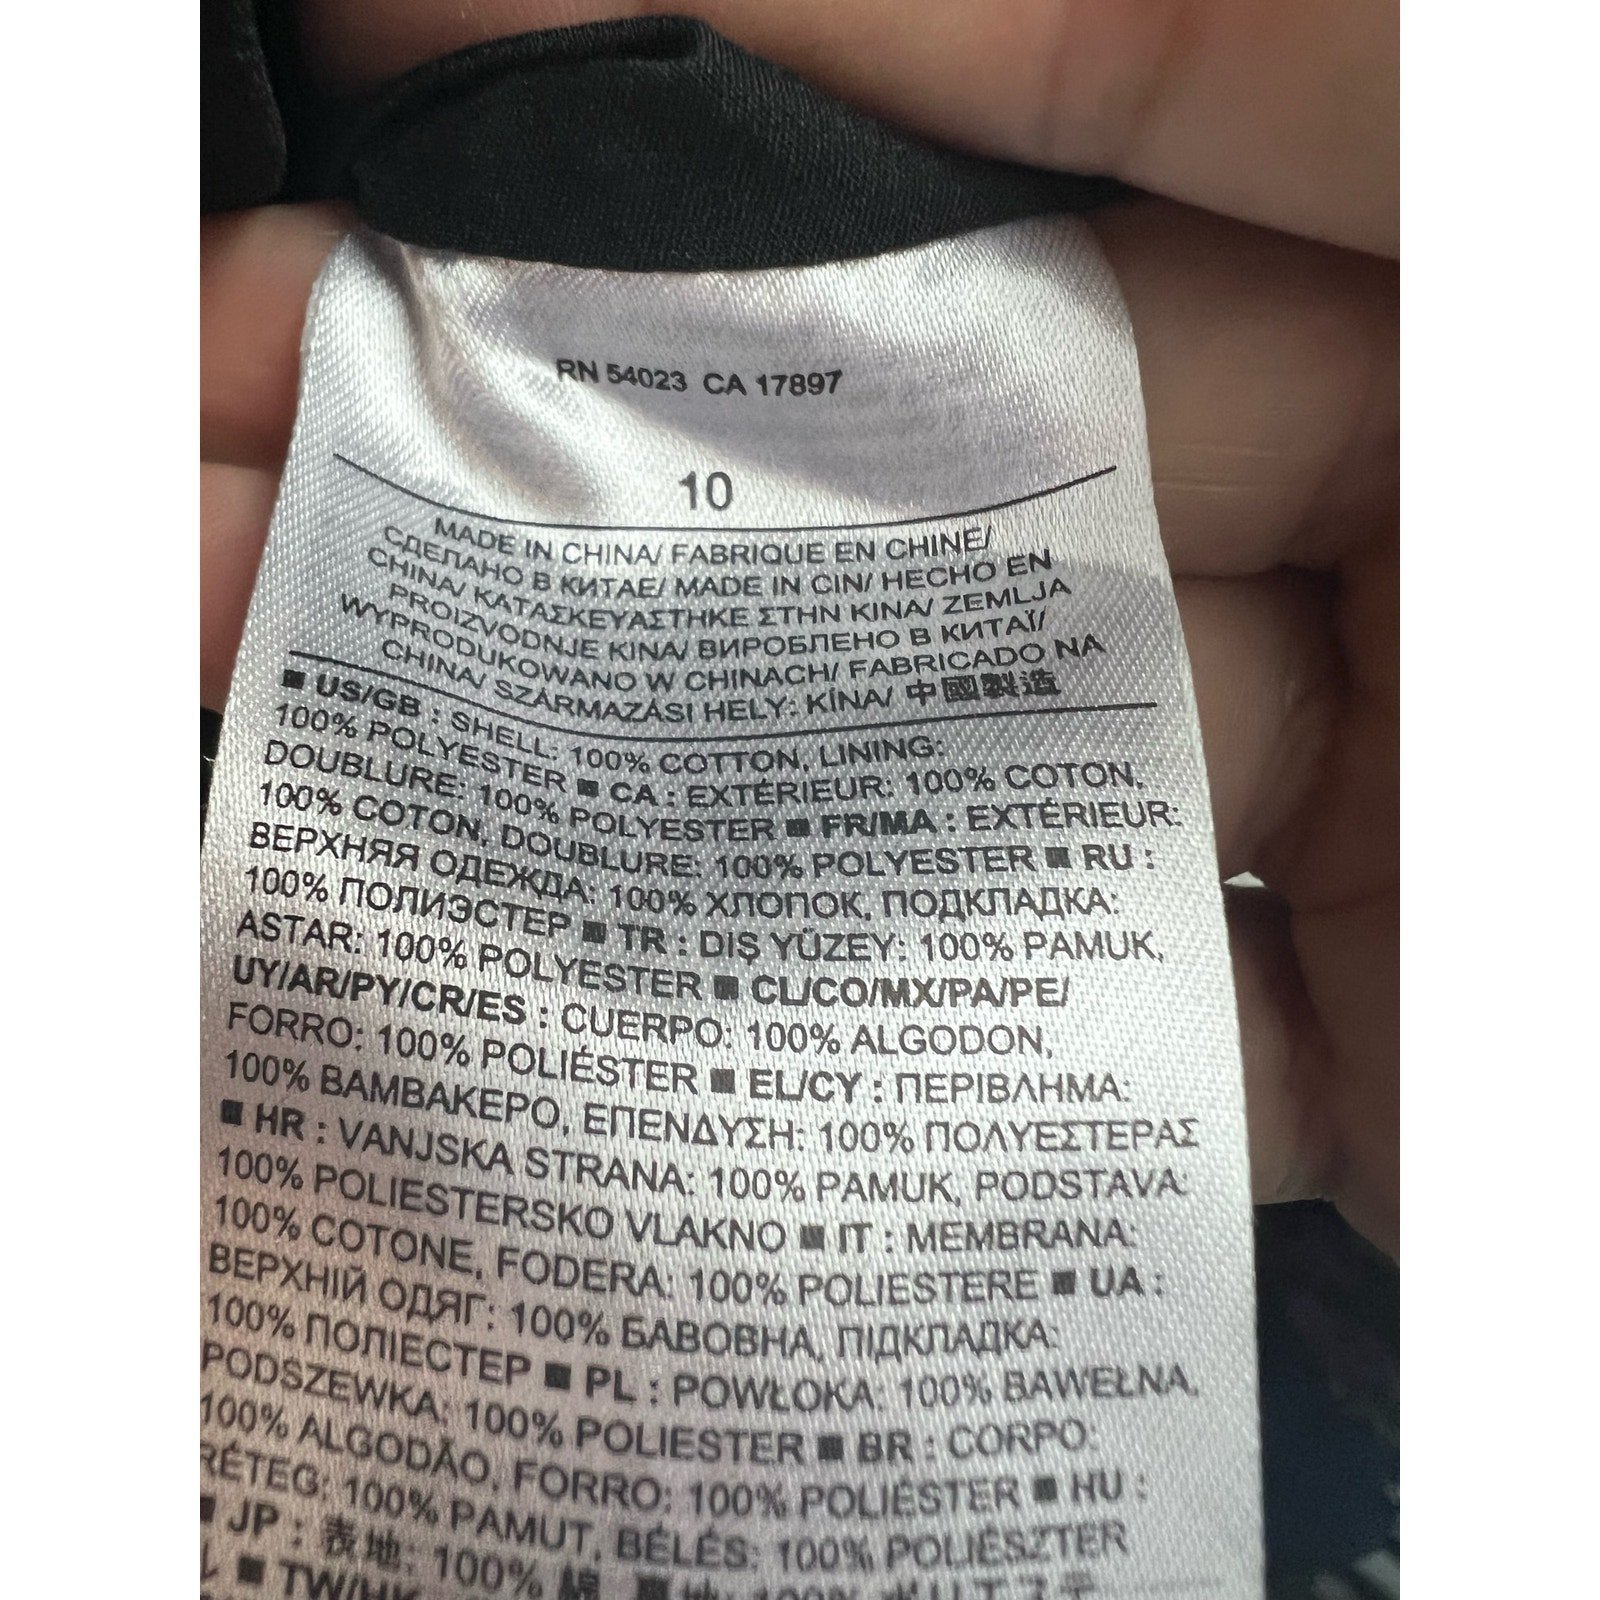 RN 54023 CA 17897
10
MADE IN CHINA/ FABRIQUE EN CHINE/
СДЕЛАНО В КИТАЕ/ MADE IN CIN/ HECHO EN
CHINA/ ΚΑΤΑΣΚΕΥΑΣΤΗΚΕ ΣΤΗΝ ΚΙΝΑ/ ZEMLJA
PROIZVODNJE KINA/ ВИРОБЛЕНО В КИТАЇ/
WYPRODUKOWANO W CHINACH/ FABRICADO NA
CHINA/ SZÁRMAZÁSI HELY: KÍNA/ 中國製造
■ US/GB : SHELL: 100% COTTON, LINING:
100% POLYESTER ■ CA : EXTÉRIEUR: 100% COTON,
DOUBLURE: 100% POLYESTER ■ FR/MA : EXTÉRIEUR:
100% COTON, DOUBLURE: 100% POLYESTER ■ RU :
ВЕРХНЯЯ ОДЕЖДА: 100% ХЛОПОК, ПОДКЛАДКА:
100% ПОЛИЭСТЕР ■ TR : DIŞ YÜZEY: 100% PAMUK,
ASTAR: 100% POLYESTER ■ CL/CO/MX/PA/PE/
UY/AR/PY/CR/ES : CUERPO: 100% ALGODON,
FORRO: 100% POLIÉSTER ■ EL/CY : ΠΕΡΙΒΛΗΜΑ:
100% ΒΑΜΒΑΚΕΡΟ, ΕΠΕΝΔΥΣΗ: 100% ΠΟΛΥΕΣΤΕΡΑΣ
■ HR : VANJSKA STRANA: 100% PAMUK, PODSTAVA:
100% POLIESTERSKO VLAKNO ■ IT : MEMBRANA:
100% COTONE, FODERA: 100% POLIESTERE ■ UA :
ВЕРХНІЙ ОДЯГ: 100% БАВОВНА, ПІДКЛАДКА:
100% ПОЛІЕСТЕР ■ PL : POWŁOKA: 100% BAWEŁNA,
PODSZEWKA: 100% POLIESTER ■ BR : CORPO:
100% ALGODÃO, FORRO: 100% POLIÉSTER ■ HU :
RÉTEG: 100% PAMUT, BÉLÉS: 100% POLIÉSZTER
■ JP : 表地: 100% 綿 100%
■ TW/HK